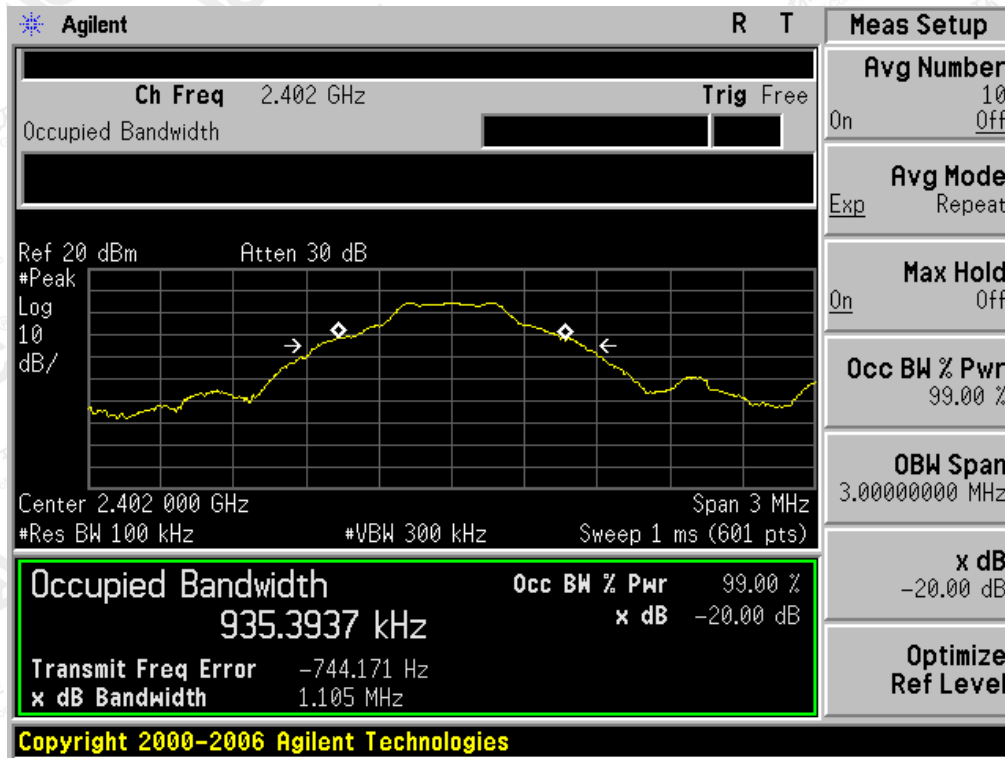 Agilent R T
Meas Setup
Ch Freq 2.402 GHz Trig Free
Occupied Bandwidth
Ref 20 dBm Atten 30 dB
#Peak
Log
10
dB/
Center 2.402 000 GHz Span 3 MHz
#Res BW 100 kHz #VBW 300 kHz Sweep 1 ms (601 pts)
Occupied Bandwidth
935.3937 kHz
Occ BW % Pwr 99.00 %
x dB -20.00 dB
Transmit Freq Error -744.171 Hz
x dB Bandwidth 1.105 MHz
Copyright 2000-2006 Agilent Technologies
Avg Number
10
On Off
Avg Mode
Exp Repeat
Max Hold
On Off
Occ BW % Pwr
99.00 %
OBW Span
3.00000000 MHz
x dB
-20.00 dB
Optimize
Ref Level